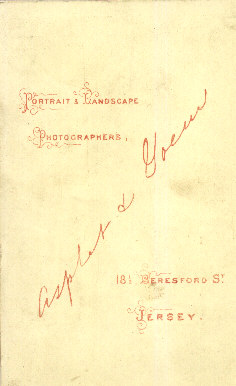 PORTRAIT & LANDSCAPE
PHOTOGRAPHERS,
Asplet & Green
18½ BERESFORD ST
JERSEY.